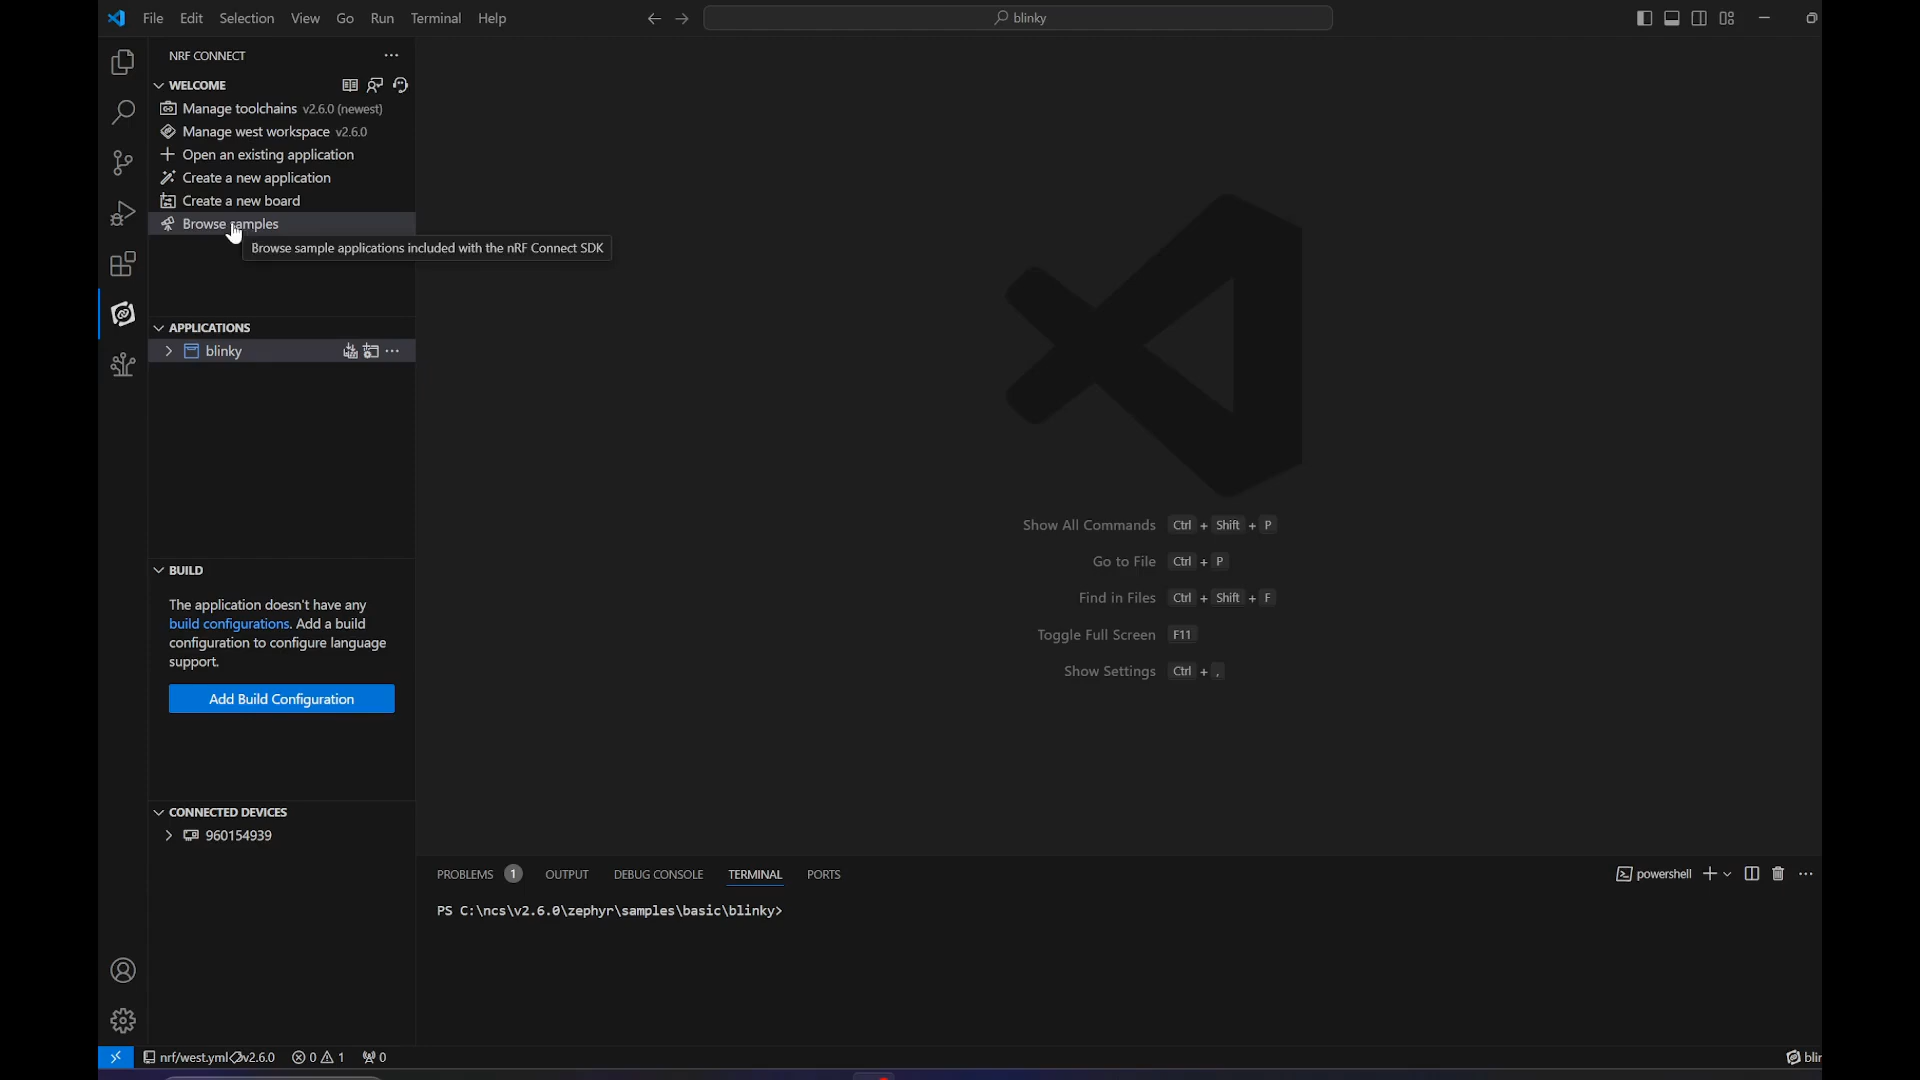 File Edit Selection View Go Run Terminal Help
blinky
NRF CONNECT
WELCOME
Manage toolchains v2.6.0 (newest)
Manage west workspace v2.6.0
Open an existing application
Create a new application
Create a new board
Browse samples
Browse sample applications included with the nRF Connect SDK
APPLICATIONS
blinky
BUILD
The application doesn't have any
build configurations. Add a build
configuration to configure language
support.
Add Build Configuration
CONNECTED DEVICES
960154939
Show All Commands Ctrl + Shift + P
Go to File Ctrl + P
Find in Files Ctrl + Shift + F
Toggle Full Screen F11
Show Settings Ctrl + ,
PROBLEMS 1 OUTPUT DEBUG CONSOLE TERMINAL PORTS
powershell
PS C:\ncs\v2.6.0\zephyr\samples\basic\blinky>
nrf/west.yml v2.6.0 0 1 0